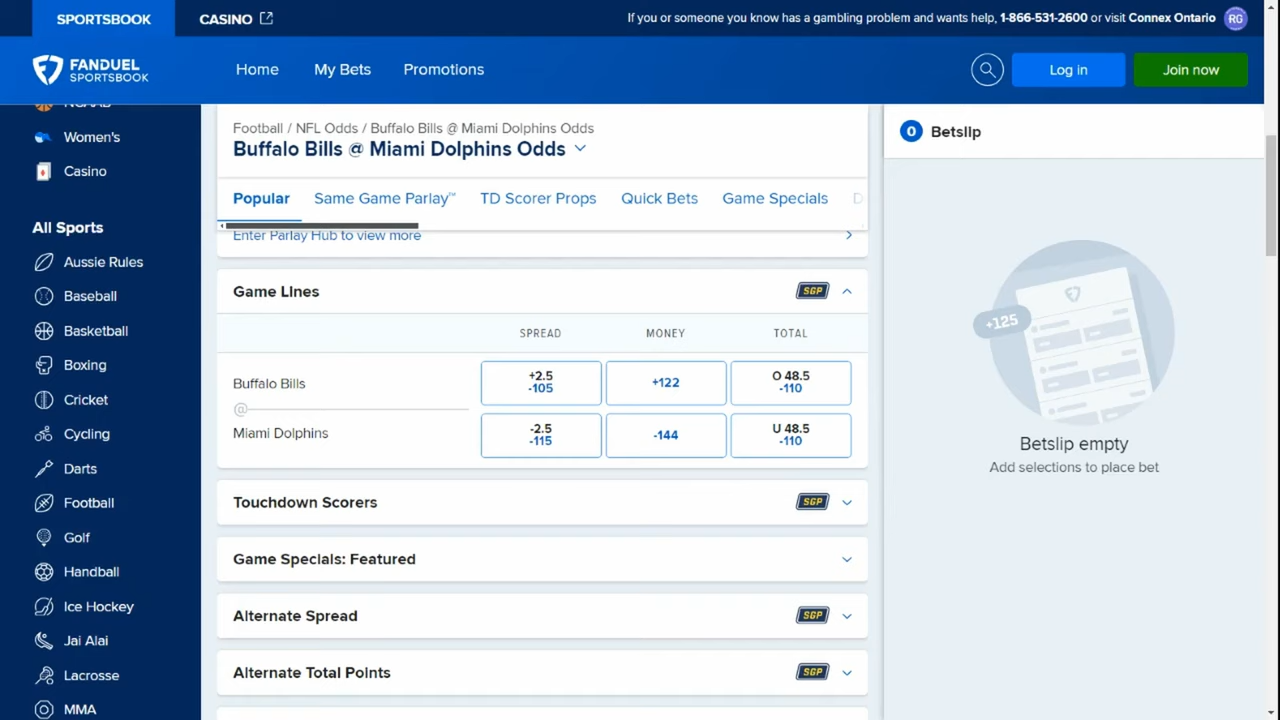 SPORTSBOOK
CASINO
If you or someone you know has a gambling problem and wants help, 1-866-531-2600 or visit Connex Ontario
RG
FANDUEL
SPORTSBOOK
Home
My Bets
Promotions
Log in
Join now
NCAAB
Women's
Casino
All Sports
Aussie Rules
Baseball
Basketball
Boxing
Cricket
Cycling
Darts
Football
Golf
Handball
Ice Hockey
Jai Alai
Lacrosse
MMA
Football / NFL Odds / Buffalo Bills @ Miami Dolphins Odds
Buffalo Bills @ Miami Dolphins Odds
Popular
Same Game Parlay™
TD Scorer Props
Quick Bets
Game Specials
D
Enter Parlay Hub to view more
Game Lines
SGP
SPREAD MONEY TOTAL
Buffalo Bills
+2.5
-105
+122
O 48.5
-110
@
Miami Dolphins
-2.5
-115
-144
U 48.5
-110
Touchdown Scorers
SGP
Game Specials: Featured
Alternate Spread
SGP
Alternate Total Points
SGP
0 Betslip
+125
Betslip empty
Add selections to place bet